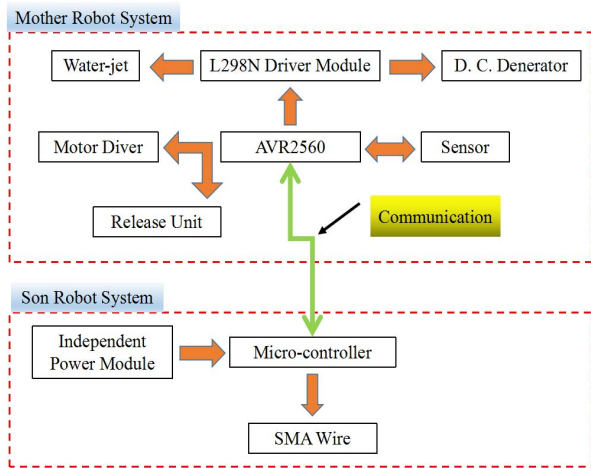 Mother Robot System
Water-jet
L298N Driver Module
D. C. Denerator
Motor Diver
AVR2560
Sensor
Release Unit
Communication
Son Robot System
Independent
Power Module
Micro-controller
SMA Wire